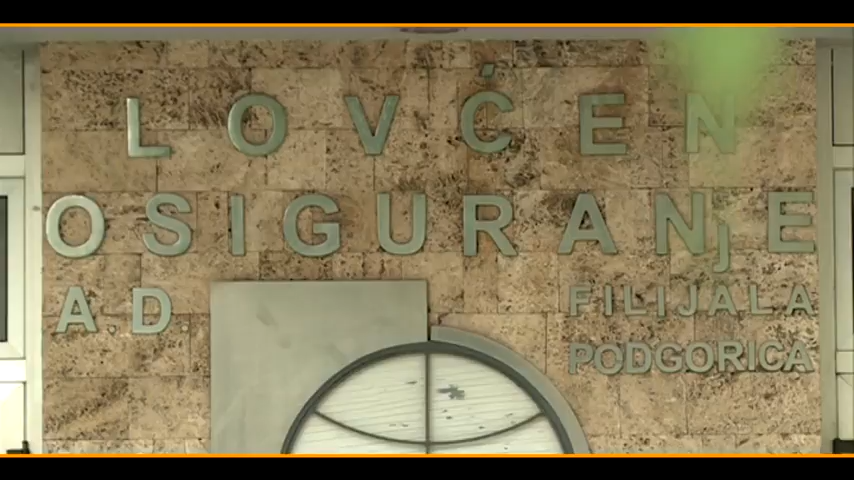 LOVĆEN
OSIGURANjE
A.D.
FILIJALA
PODGORICA